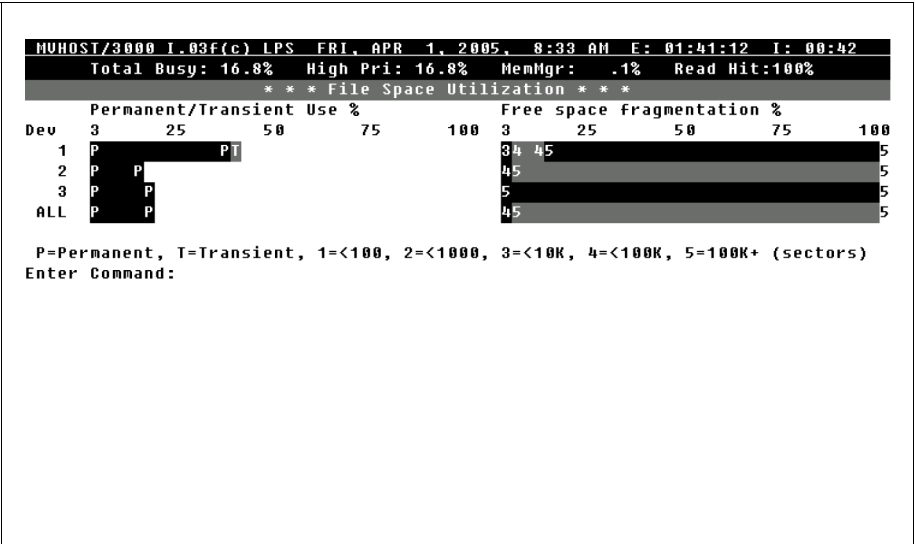 MVHOST/3000 I.03f(c) LPS FRI, APR 1, 2005, 8:33 AM E: 01:41:12 I: 00:42
Total Busy: 16.8% High Pri: 16.8% MemMgr: .1% Read Hit:100%
* * * File Space Utilization * * *
Permanent/Transient Use % Free space fragmentation %
Dev 3 25 50 75 100 3 25 50 75 100
1 P PT 34 45 5
2 P P 45 5
3 P P 5 5
ALL P P 45 5
P=Permanent, T=Transient, 1=<100, 2=<1000, 3=<10K, 4=<100K, 5=100K+ (sectors)
Enter Command: